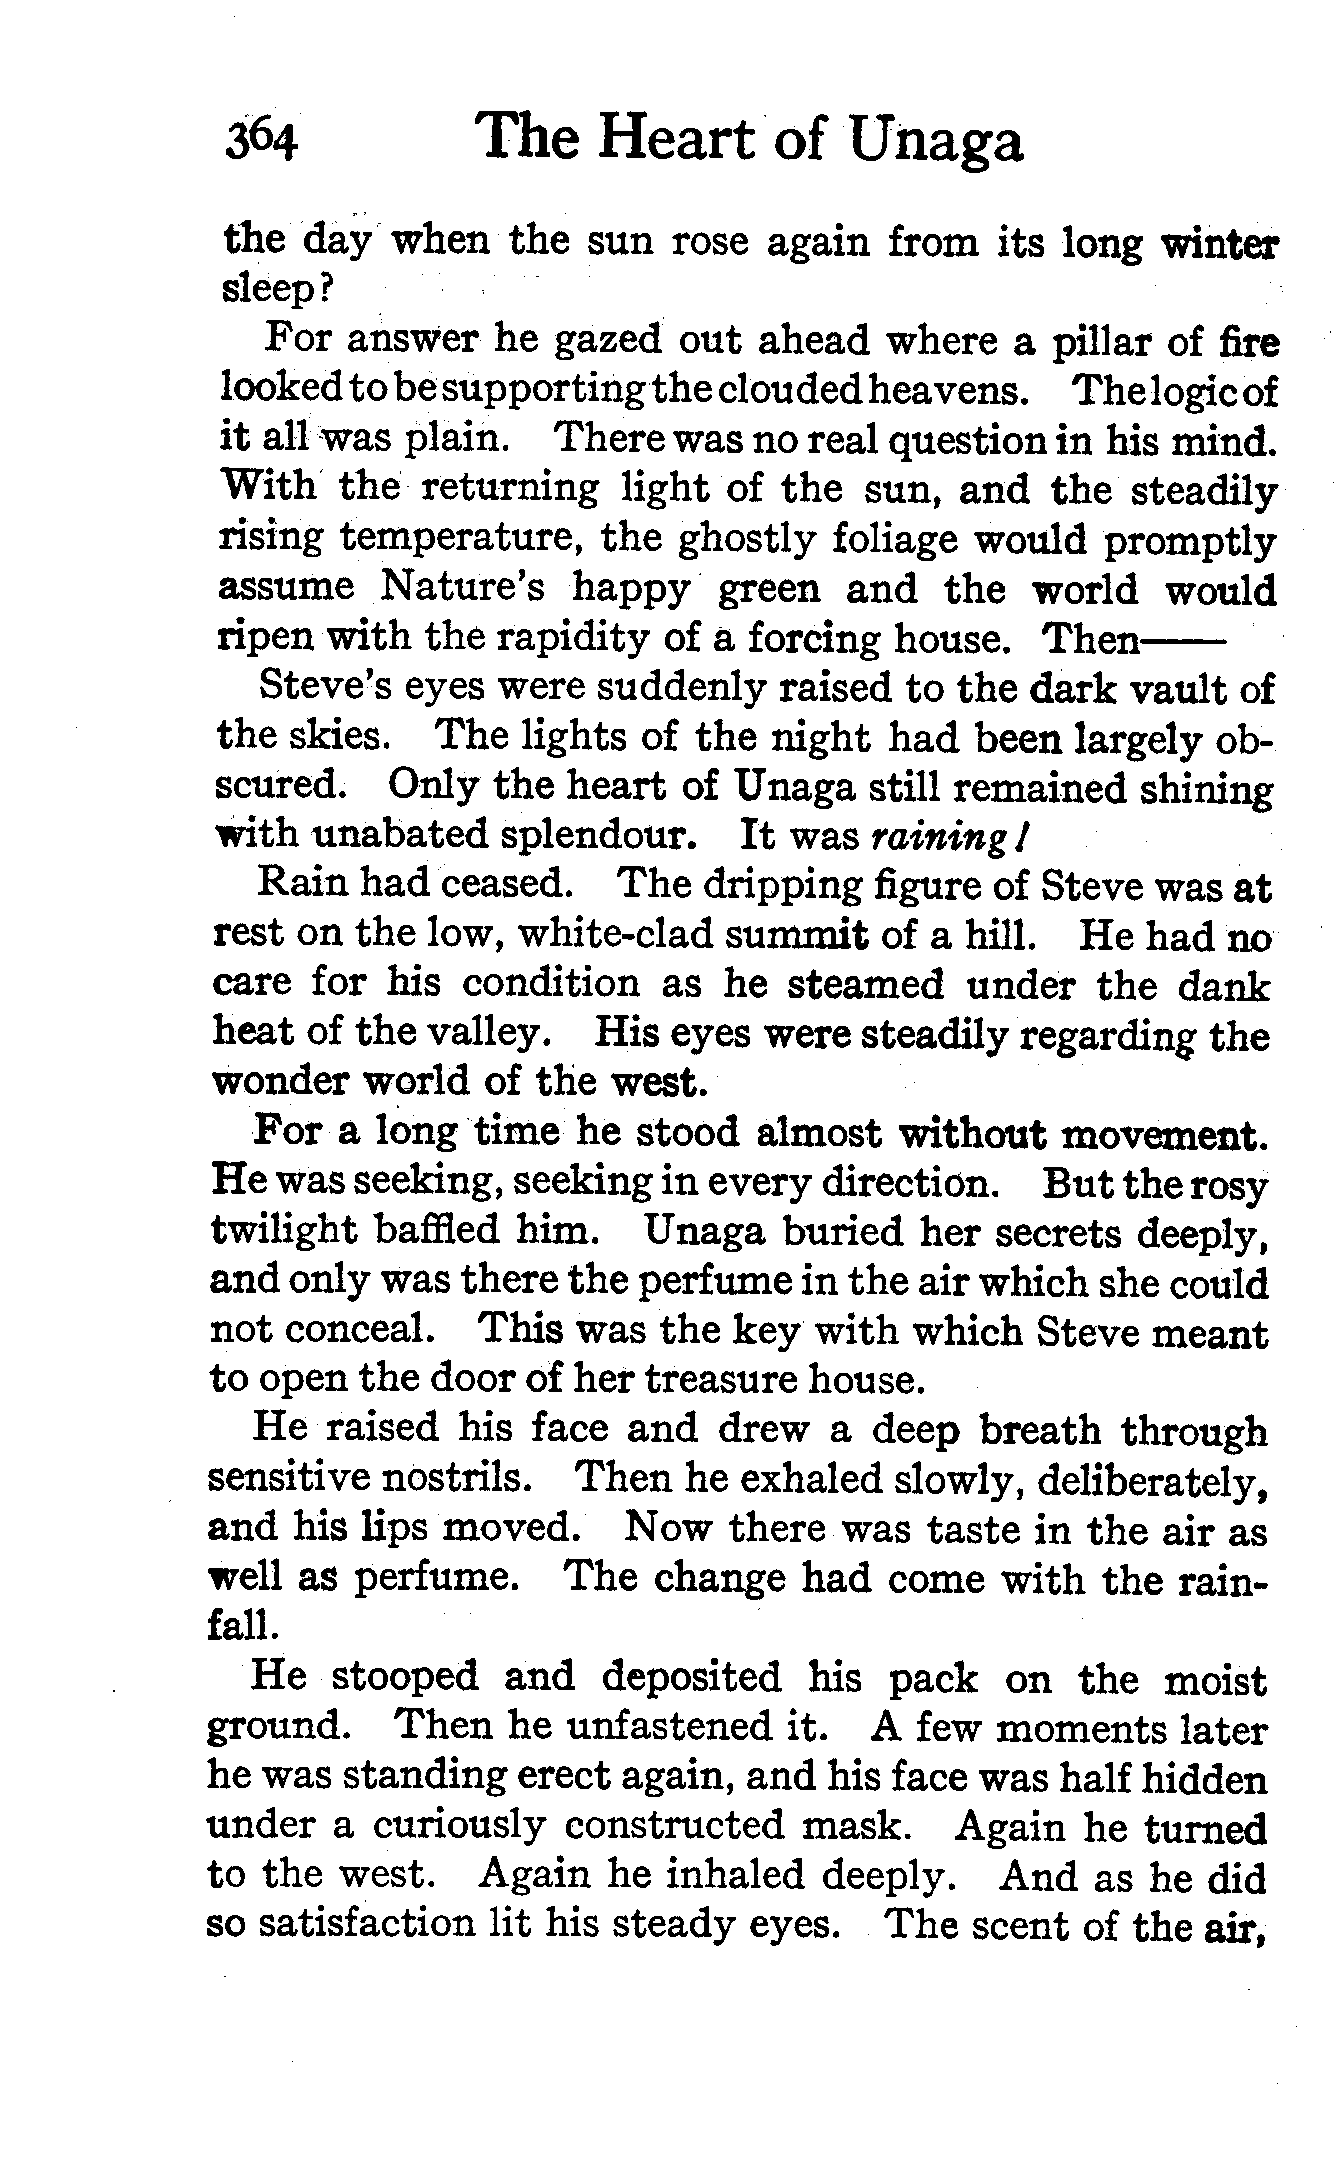 364 The Heart of Unaga
the day when the sun rose again from its long winter
sleep?
For answer he gazed out ahead where a pillar of fire
looked to be supporting the clouded heavens. The logic of
it all was plain. There was no real question in his mind.
With the returning light of the sun, and the steadily
rising temperature, the ghostly foliage would promptly
assume Nature's happy green and the world would
ripen with the rapidity of a forcing house. Then——
Steve's eyes were suddenly raised to the dark vault of
the skies. The lights of the night had been largely ob-
scured. Only the heart of Unaga still remained shining
with unabated splendour. It was raining!
Rain had ceased. The dripping figure of Steve was at
rest on the low, white-clad summit of a hill. He had no
care for his condition as he steamed under the dank
heat of the valley. His eyes were steadily regarding the
wonder world of the west.
For a long time he stood almost without movement.
He was seeking, seeking in every direction. But the rosy
twilight baffled him. Unaga buried her secrets deeply,
and only was there the perfume in the air which she could
not conceal. This was the key with which Steve meant
to open the door of her treasure house.
He raised his face and drew a deep breath through
sensitive nostrils. Then he exhaled slowly, deliberately,
and his lips moved. Now there was taste in the air as
well as perfume. The change had come with the rain-
fall.
He stooped and deposited his pack on the moist
ground. Then he unfastened it. A few moments later
he was standing erect again, and his face was half hidden
under a curiously constructed mask. Again he turned
to the west. Again he inhaled deeply. And as he did
so satisfaction lit his steady eyes. The scent of the air,